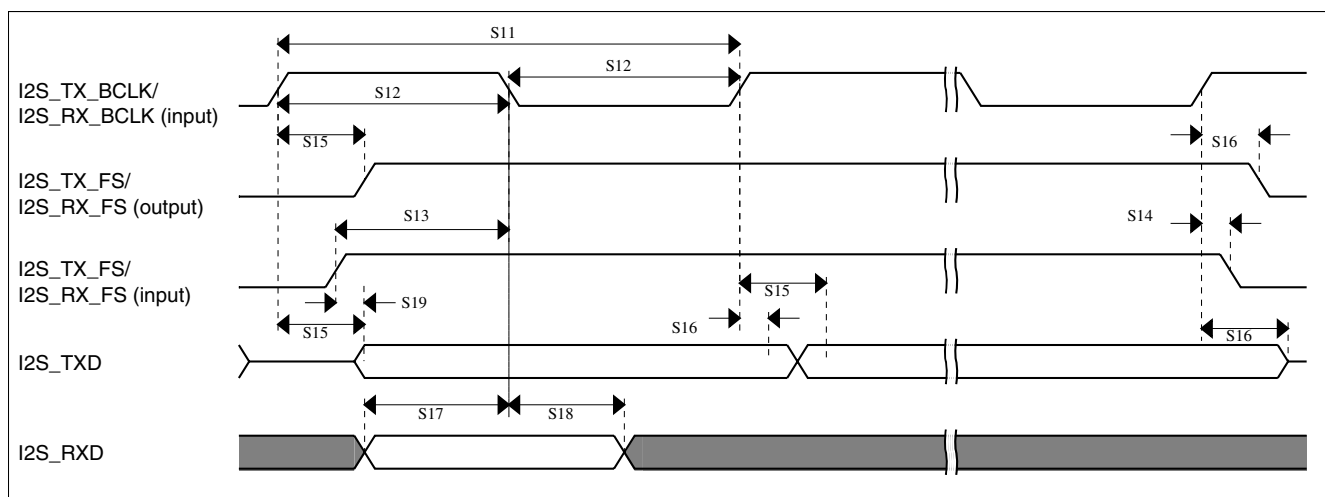 S11
S12
I2S_TX_BCLK/
I2S_RX_BCLK (input)
S12
S15
S16
I2S_TX_FS/
I2S_RX_FS (output)
S13
S14
I2S_TX_FS/
I2S_RX_FS (input)
S19
S15
S15
S16
S16
I2S_TXD
S17
S18
I2S_RXD